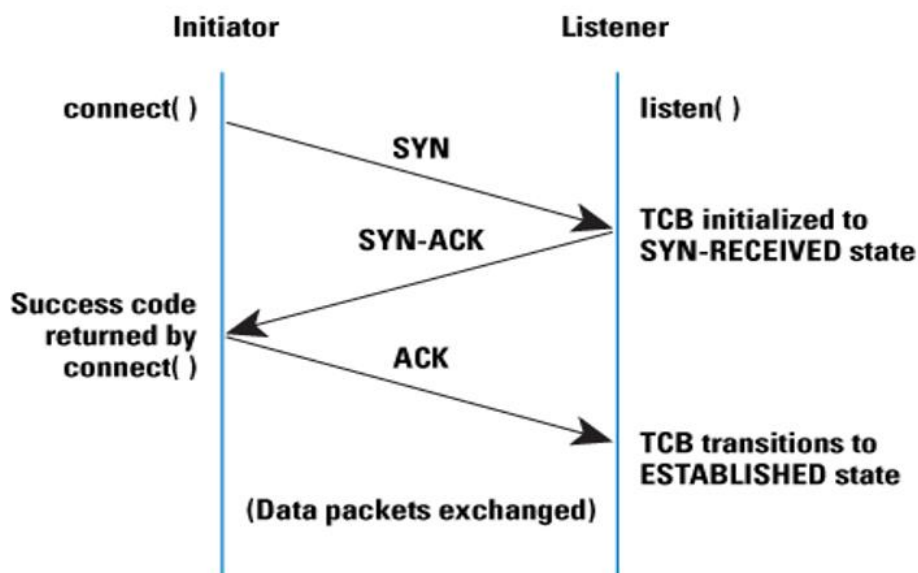 Initiator
Listener
connect( )
listen( )
SYN
TCB initialized to
SYN-RECEIVED state
SYN-ACK
Success code
returned by
connect( )
ACK
TCB transitions to
ESTABLISHED state
(Data packets exchanged)